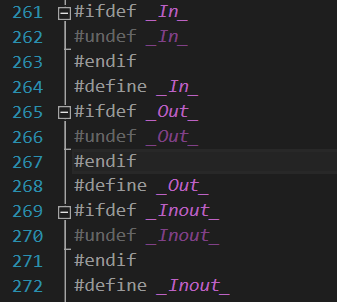 261 #ifdef _In_
262 #undef _In_
263 #endif
264 #define _In_
265 #ifdef _Out_
266 #undef _Out_
267 #endif
268 #define _Out_
269 #ifdef _Inout_
270 #undef _Inout_
271 #endif
272 #define _Inout_